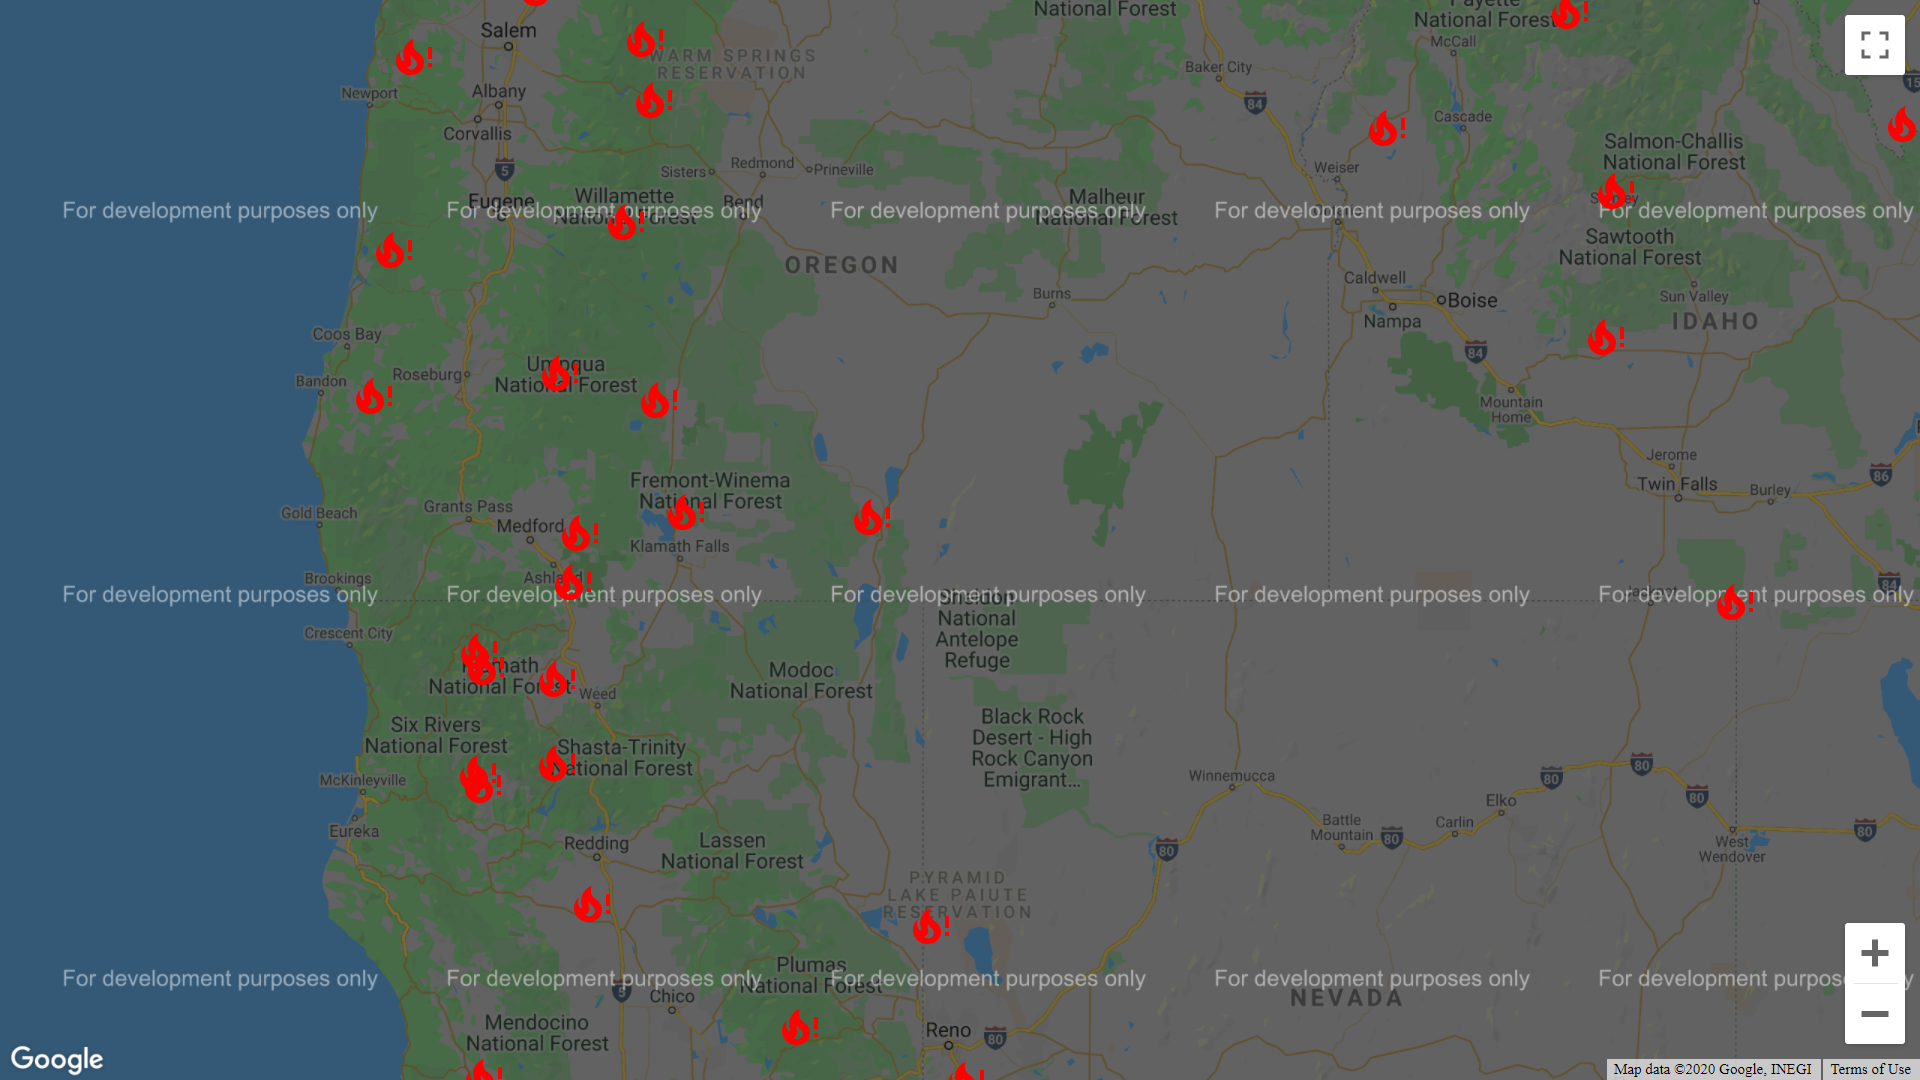 National Forest
Payette
National Forest
McCall
Salem
WARM SPRINGS
RESERVATION
Baker City
Newport
Albany
84
15
Corvallis
Cascade
Salmon-Challis
National Forest
5
Sisters
Redmond
Prineville
Weiser
Eugene
Willamette
National Forest
Bend
Malheur
National Forest
For development purposes only
For development purposes only
For development purposes only
For development purposes only
For development purposes only
Sawtooth
National Forest
OREGON
Caldwell
Burns
Boise
Sun Valley
Nampa
IDAHO
Coos Bay
84
Umpqua
National Forest
Bandon
Roseburg
Mountain
Home
Jerome
Fremont-Winema
National Forest
Twin Falls
Burley
86
Grants Pass
Gold Beach
Medford
Klamath Falls
Brookings
Ashland
84
For development purposes only
For development purposes only
For development purposes only
For development purposes only
For development purposes only
Sheldon
National
Antelope
Refuge
Crescent City
Klamath
National Forest
Weed
Modoc
National Forest
Six Rivers
National Forest
Black Rock
Desert - High
Rock Canyon
Emigrant...
Shasta-Trinity
National Forest
McKinleyville
Winnemucca
80
80
Elko
80
Eureka
Battle
Mountain
80
Carlin
80
Redding
Lassen
National Forest
80
West
Wendover
PYRAMID
LAKE PAIUTE
RESERVATION
Plumas
National Forest
For development purposes only
For development purposes only
For development purposes only
For development purposes only
For development purposes only
5
Chico
NEVADA
Mendocino
National Forest
Reno
80
Google
Map data ©2020 Google, INEGI
Terms of Use